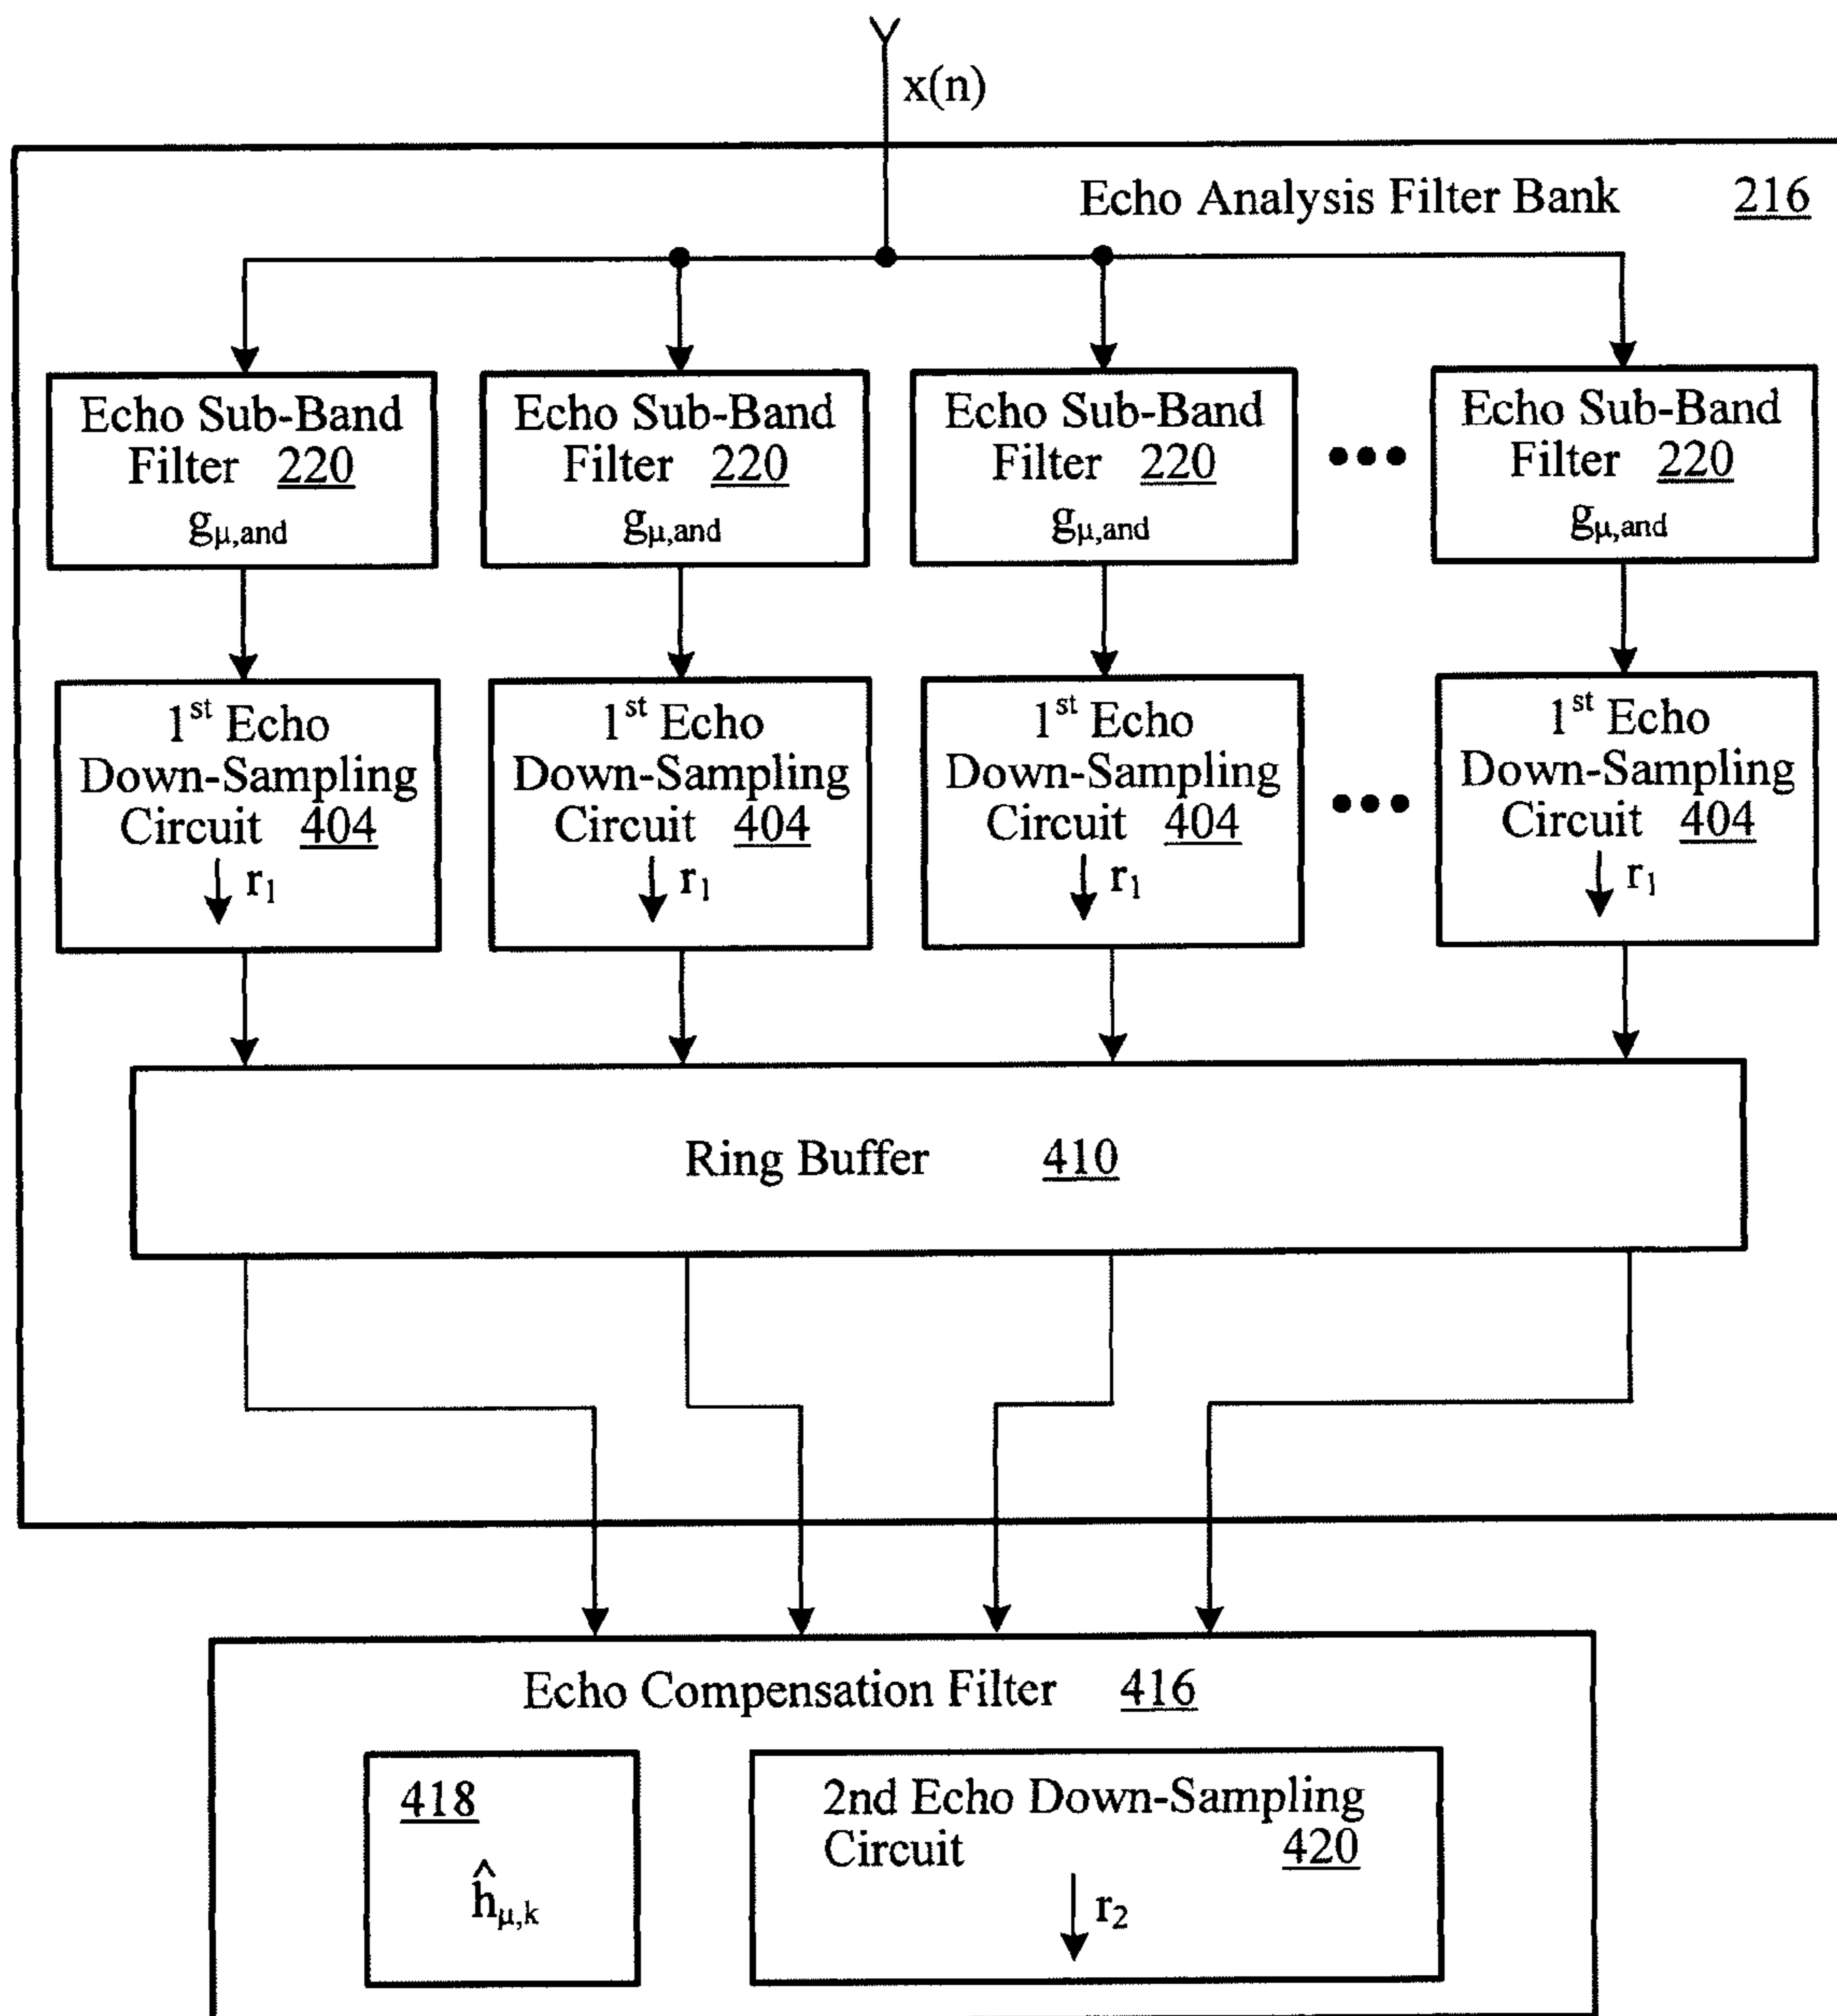 x(n)
Echo Analysis Filter Bank 216
Echo Sub-Band
Filter 220
gμ,and
Echo Sub-Band
Filter 220
gμ,and
Echo Sub-Band
Filter 220
gμ,and
•••
Echo Sub-Band
Filter 220
gμ,and
1st Echo
Down-Sampling
Circuit 404
↓ r1
1st Echo
Down-Sampling
Circuit 404
↓ r1
1st Echo
Down-Sampling
Circuit 404
↓ r1
•••
1st Echo
Down-Sampling
Circuit 404
↓ r1
Ring Buffer 410
Echo Compensation Filter 416
418
ĥμ,k
2nd Echo Down-Sampling
Circuit 420
↓ r2